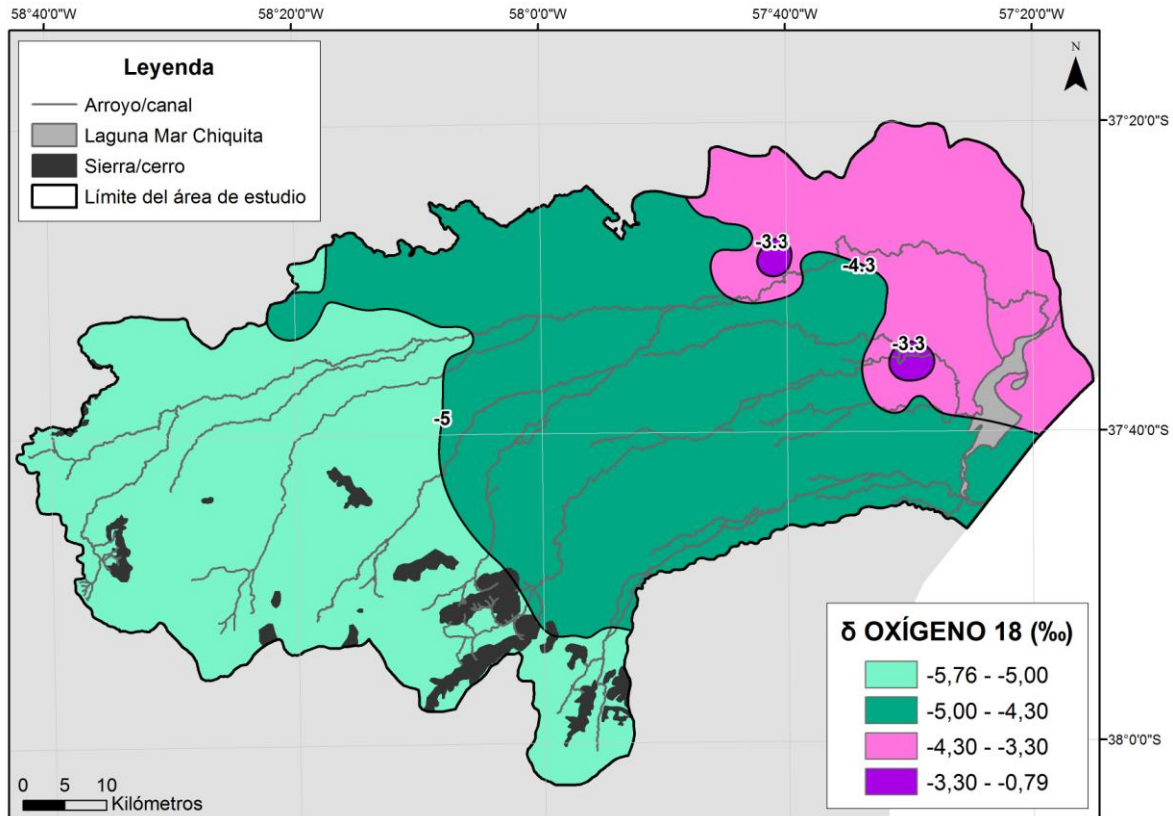 58°40'0"W
58°20'0"W
58°0'0"W
57°40'0"W
57°20'0"W
Leyenda
Arroyo/canal
Laguna Mar Chiquita
Sierra/cerro
Límite del área de estudio
N
37°20'0"S
-3.3
-4.3
-3.3
-5
37°40'0"S
38°0'0"S
δ OXÍGENO 18 (‰)
-5,76 - -5,00
-5,00 - -4,30
-4,30 - -3,30
-3,30 - -0,79
0 5 10
Kilómetros